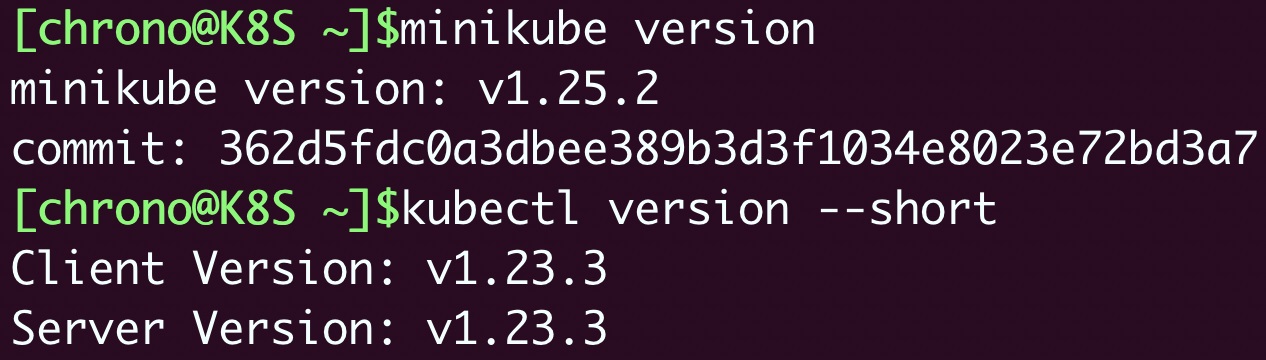 [chrono@K8S ~]$minikube version
minikube version: v1.25.2
commit: 362d5fdc0a3dbee389b3d3f1034e8023e72bd3a7
[chrono@K8S ~]$kubectl version --short
Client Version: v1.23.3
Server Version: v1.23.3